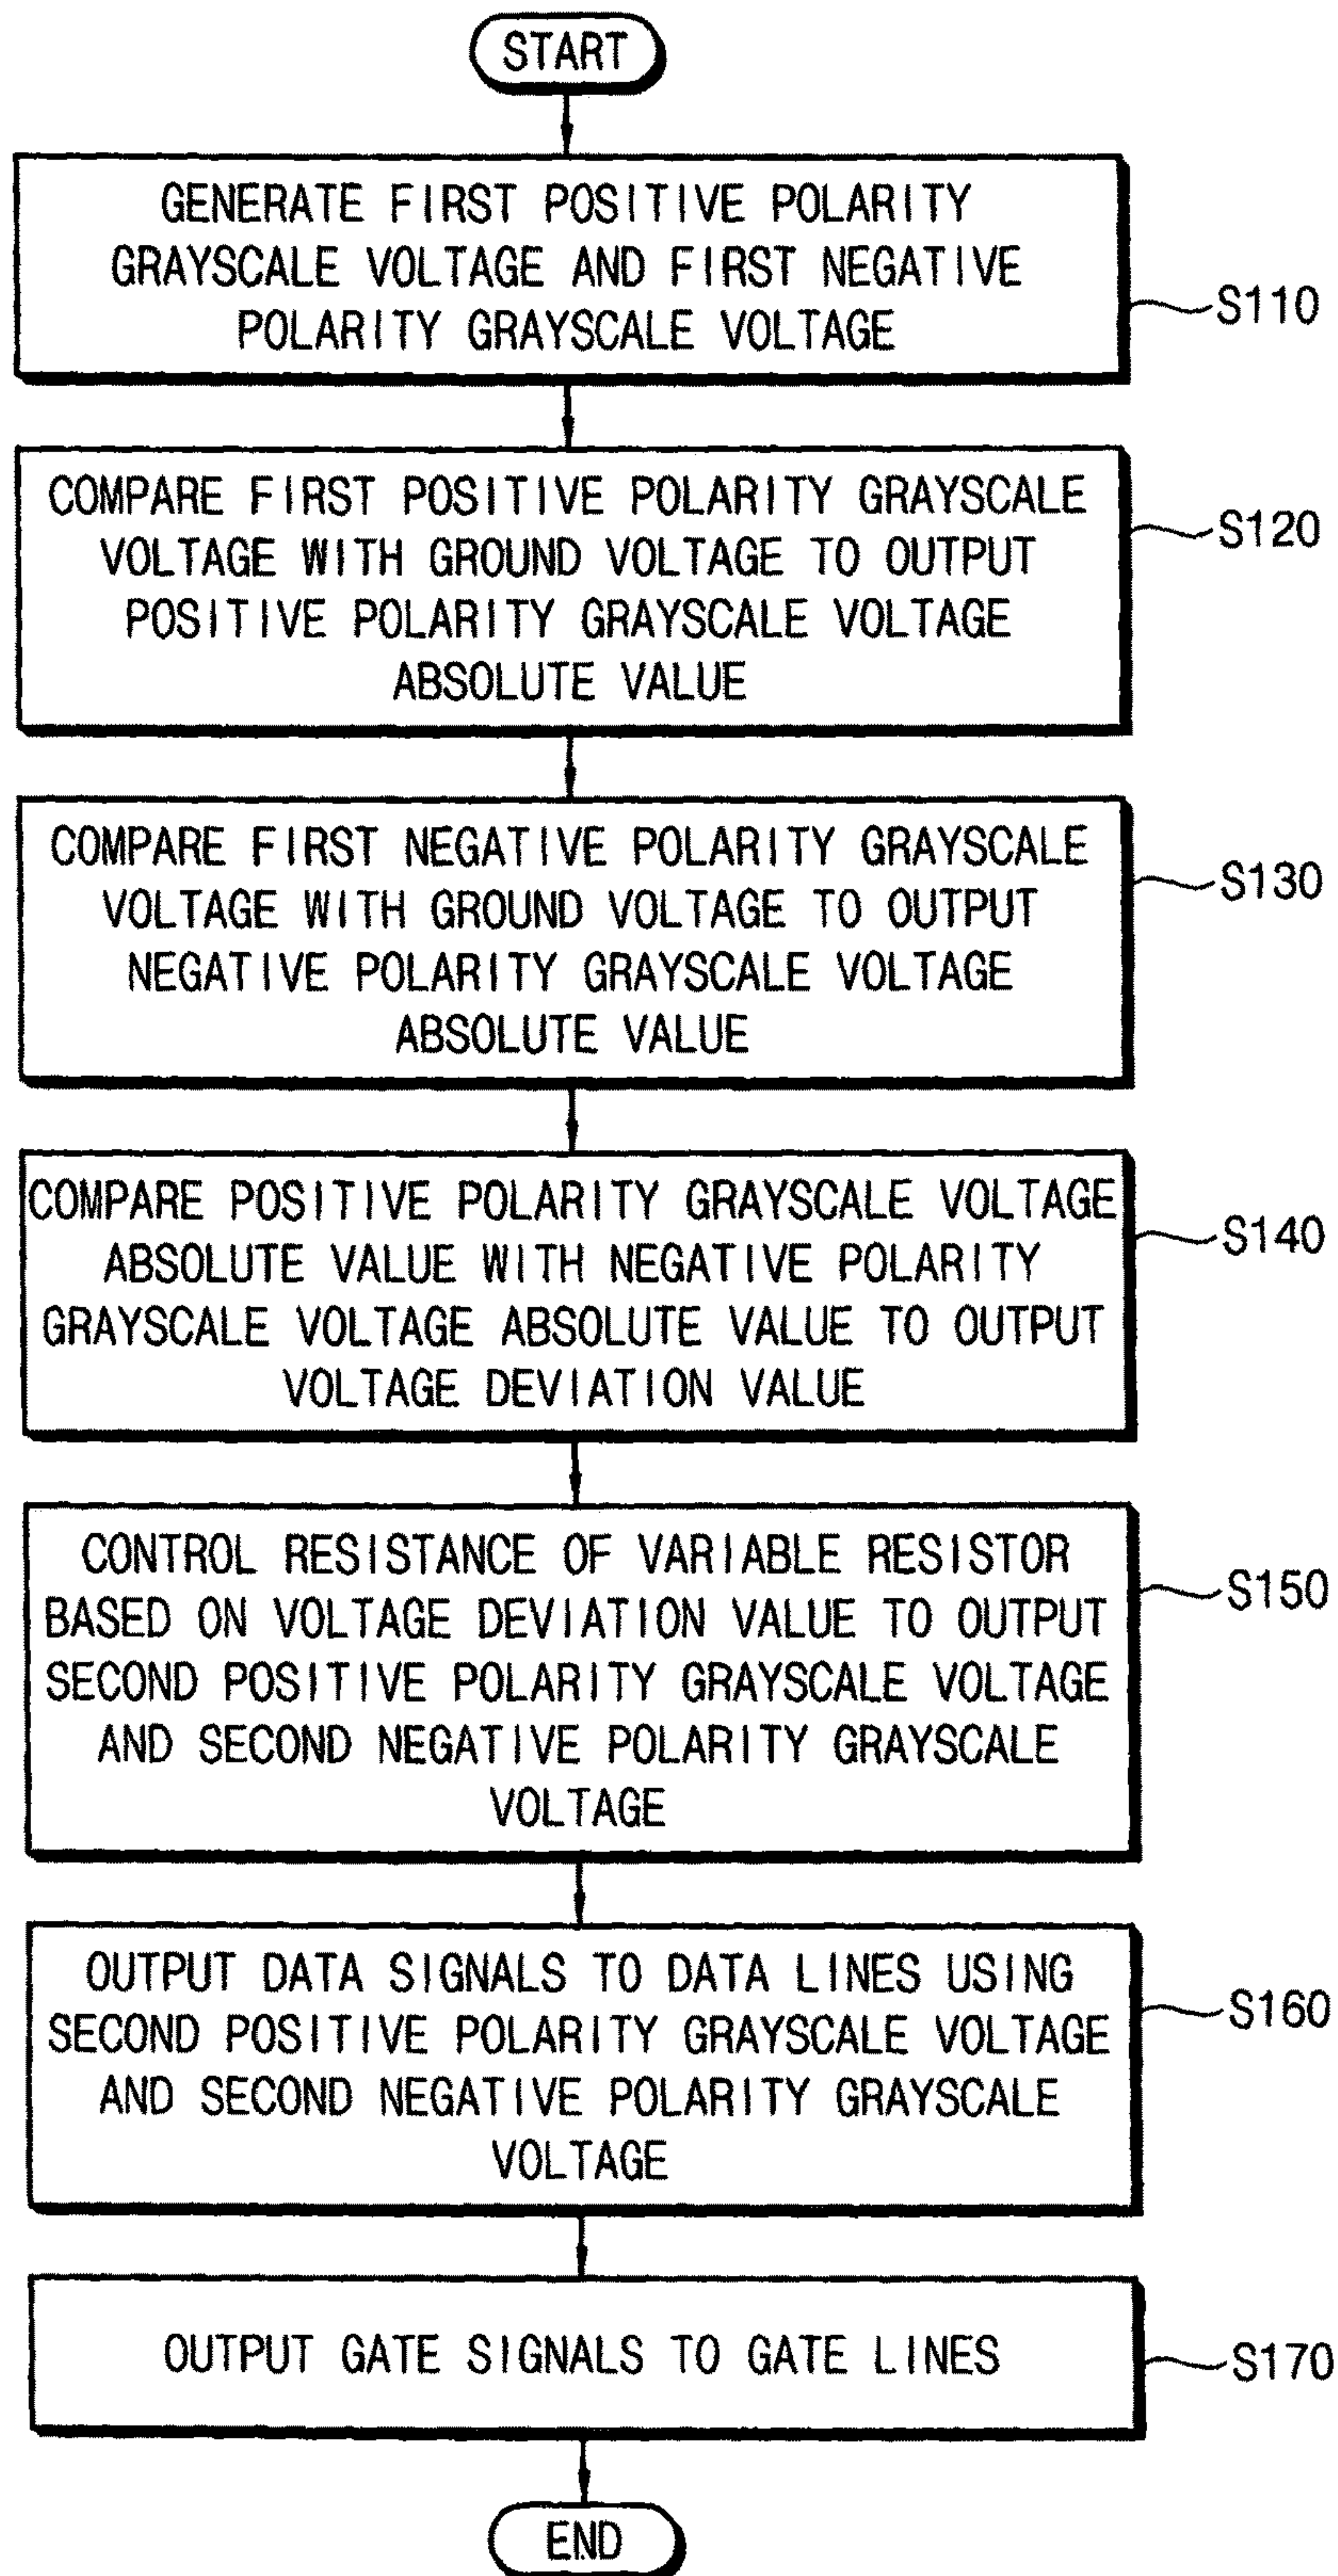 START
GENERATE FIRST POSITIVE POLARITY
GRAYSCALE VOLTAGE AND FIRST NEGATIVE
POLARITY GRAYSCALE VOLTAGE
S110
COMPARE FIRST POSITIVE POLARITY GRAYSCALE
VOLTAGE WITH GROUND VOLTAGE TO OUTPUT
POSITIVE POLARITY GRAYSCALE VOLTAGE
ABSOLUTE VALUE
S120
COMPARE FIRST NEGATIVE POLARITY GRAYSCALE
VOLTAGE WITH GROUND VOLTAGE TO OUTPUT
NEGATIVE POLARITY GRAYSCALE VOLTAGE
ABSOLUTE VALUE
S130
COMPARE POSITIVE POLARITY GRAYSCALE VOLTAGE
ABSOLUTE VALUE WITH NEGATIVE POLARITY
GRAYSCALE VOLTAGE ABSOLUTE VALUE TO OUTPUT
VOLTAGE DEVIATION VALUE
S140
CONTROL RESISTANCE OF VARIABLE RESISTOR
BASED ON VOLTAGE DEVIATION VALUE TO OUTPUT
SECOND POSITIVE POLARITY GRAYSCALE VOLTAGE
AND SECOND NEGATIVE POLARITY GRAYSCALE
VOLTAGE
S150
OUTPUT DATA SIGNALS TO DATA LINES USING
SECOND POSITIVE POLARITY GRAYSCALE VOLTAGE
AND SECOND NEGATIVE POLARITY GRAYSCALE
VOLTAGE
S160
OUTPUT GATE SIGNALS TO GATE LINES
S170
END